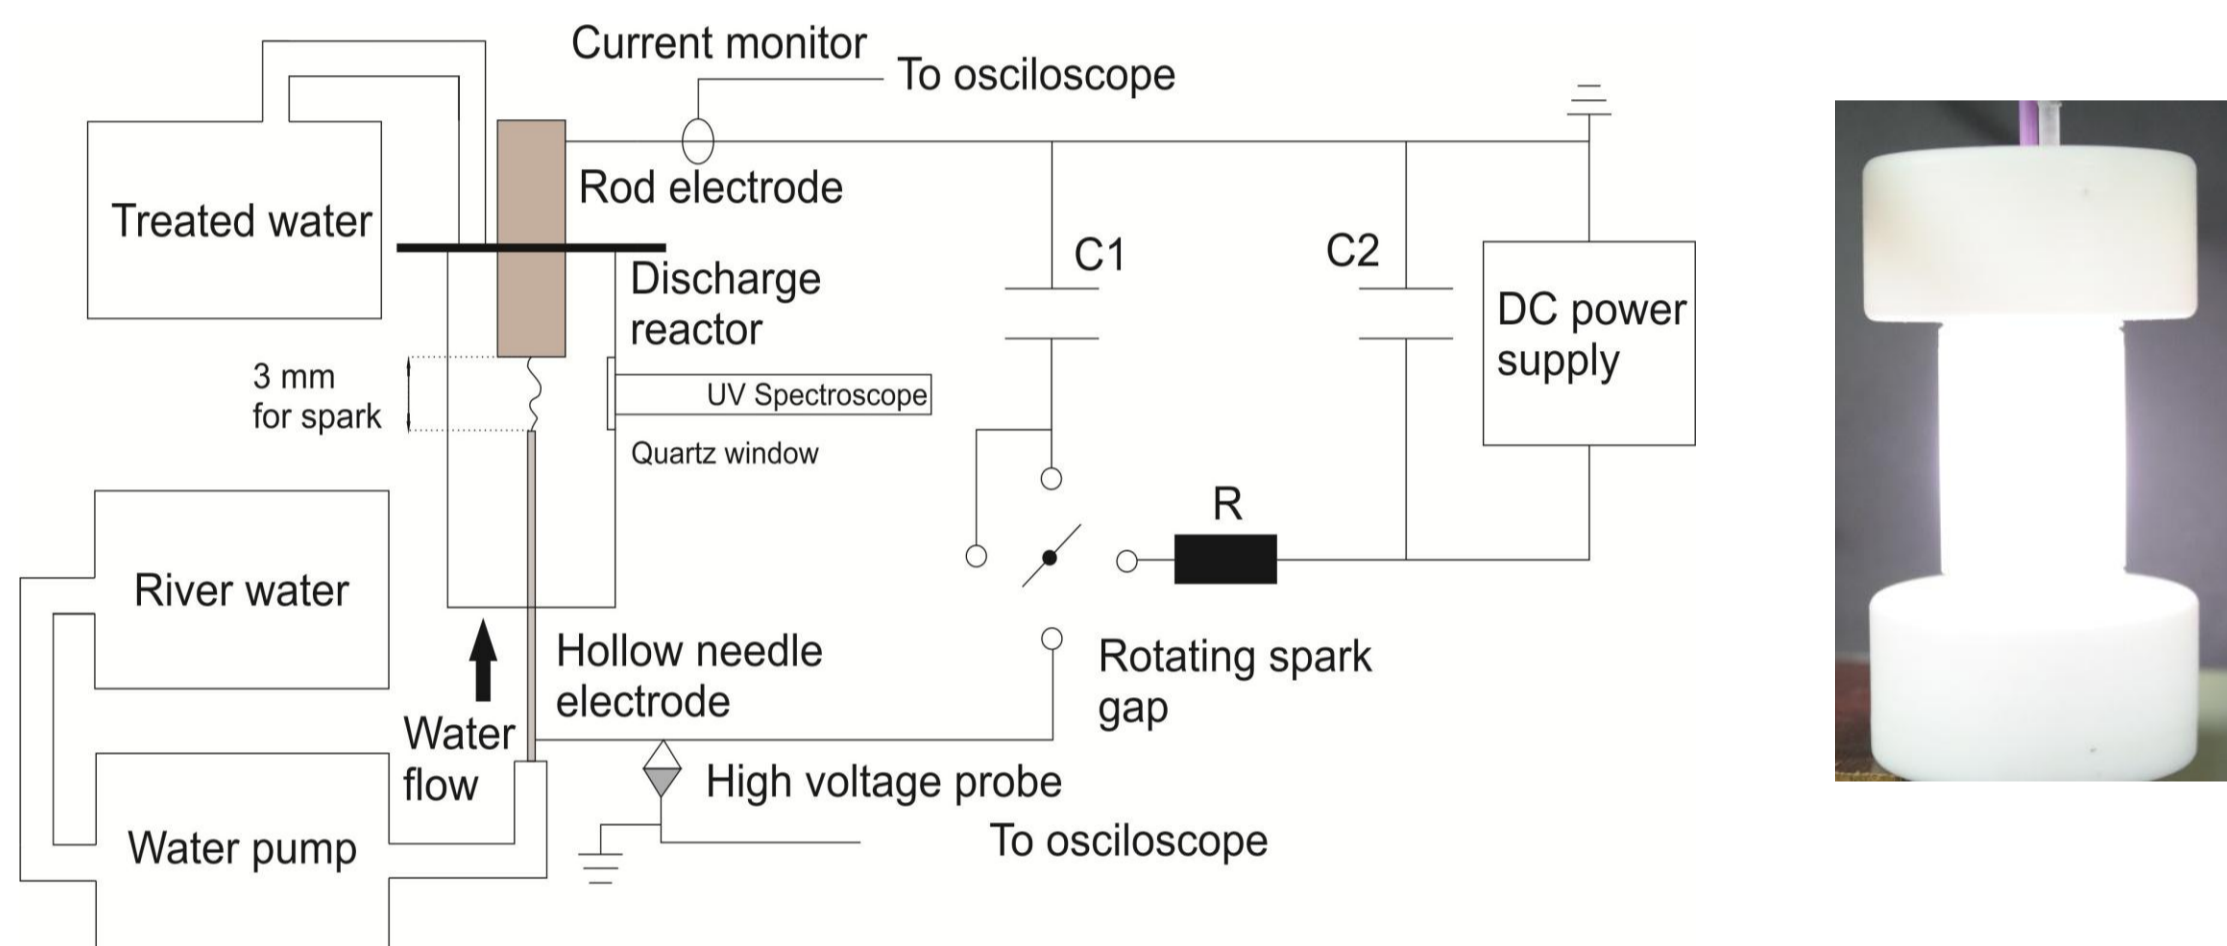 Current monitor
To osciloscope
Treated water
Rod electrode
C1
C2
Discharge
reactor
DC power
supply
3 mm
for spark
UV Spectroscope
Quartz window
R
River water
Hollow needle
electrode
Rotating spark
gap
Water
flow
High voltage probe
Water pump
To osciloscope